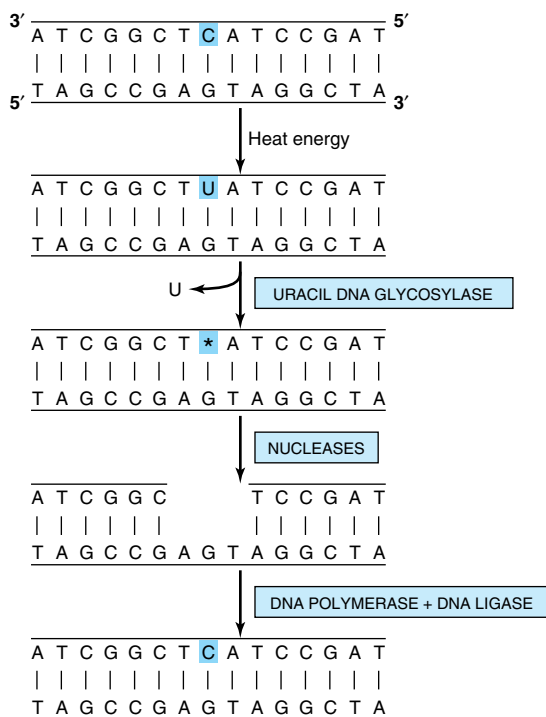 3′ A T C G G C T C A T C C G A T 5′
5′ T A G C C G A G T A G G C T A 3′
Heat energy
A T C G G C T U A T C C G A T
T A G C C G A G T A G G C T A
U
URACIL DNA GLYCOSYLASE
A T C G G C T * A T C C G A T
T A G C C G A G T A G G C T A
NUCLEASES
A T C G G C T C C G A T
T A G C C G A G T A G G C T A
DNA POLYMERASE + DNA LIGASE
A T C G G C T C A T C C G A T
T A G C C G A G T A G G C T A